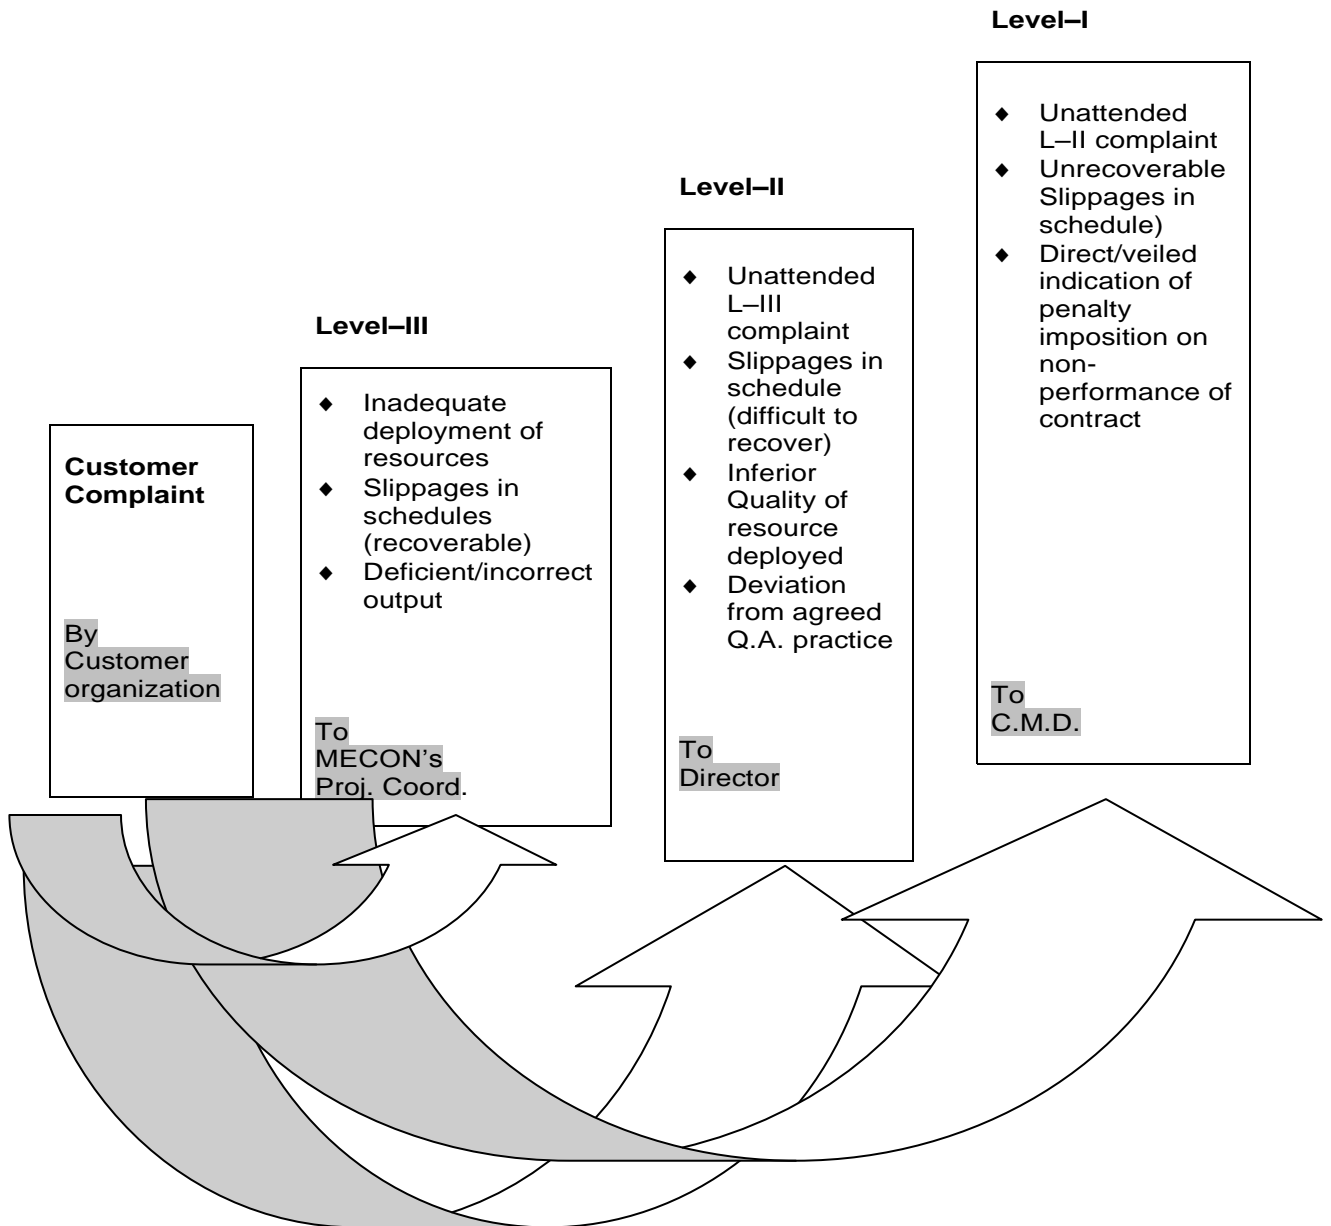 Customer
Complaint
By
Customer
organization
Level–III
◆ Inadequate
deployment of
resources
◆ Slippages in
schedules
(recoverable)
◆ Deficient/incorrect
output
To
MECON’s
Proj. Coord.
Level–II
◆ Unattended
L–III
complaint
◆ Slippages in
schedule
(difficult to
recover)
◆ Inferior
Quality of
resource
deployed
◆ Deviation
from agreed
Q.A. practice
To
Director
Level–I
◆ Unattended
L–II complaint
◆ Unrecoverable
Slippages in
schedule)
◆ Direct/veiled
indication of
penalty
imposition on
non-
performance of
contract
To
C.M.D.